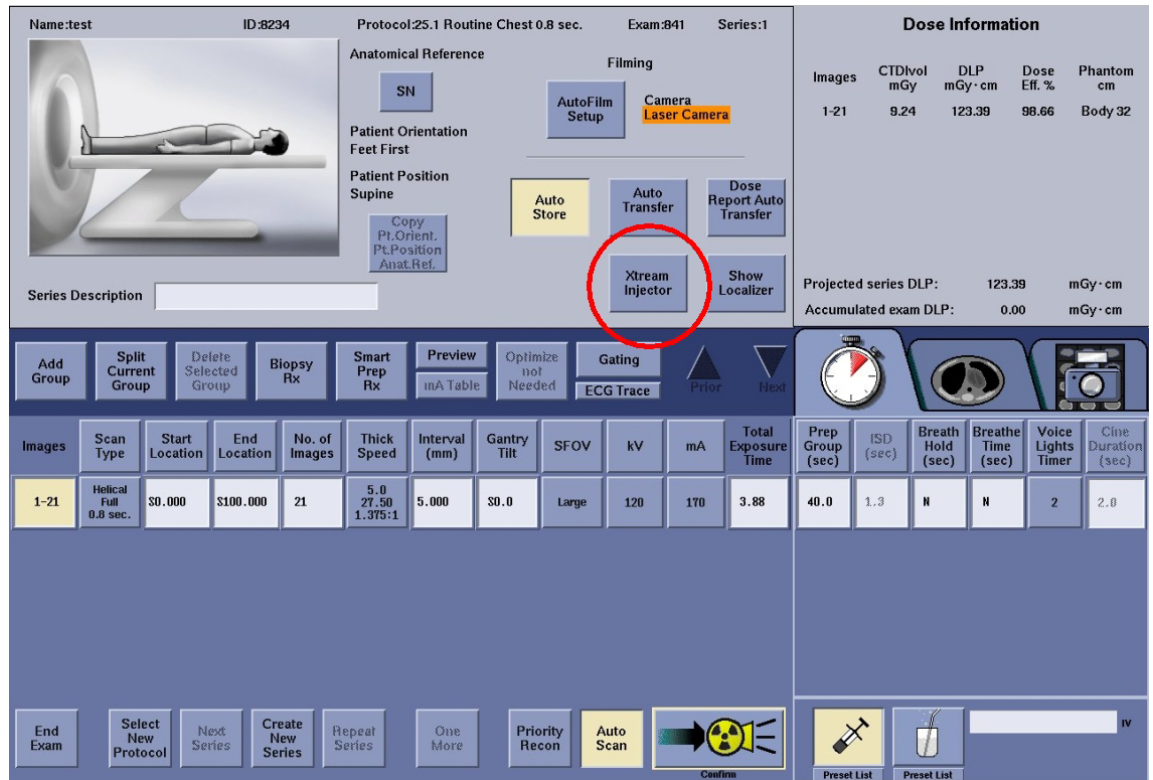 Name:test ID:8234 Protocol:25.1 Routine Chest 0.8 sec. Exam:841 Series:1
Anatomical Reference
SN
Patient Orientation
Feet First
Patient Position
Supine
Copy
Pt.Orient.
Pt.Position
Anat.Ref.
Series Description
Filming
AutoFilm
Setup
Camera
Laser Camera
Auto
Store
Auto
Transfer
Dose
Report Auto
Transfer
Xtream
Injector
Show
Localizer
Dose Information
Images CTDIvol DLP Dose Phantom
mGy mGy·cm Eff. % cm
1-21 9.24 123.39 98.66 Body 32
Projected series DLP: 123.39 mGy·cm
Accumulated exam DLP: 0.00 mGy·cm
Add
Group
Split
Current
Group
Delete
Selected
Group
Biopsy
Rx
Smart
Prep
Rx
Preview
mA Table
Optimize
not
Needed
Gating
ECG Trace
Prior
Next
Images
Scan
Type
Start
Location
End
Location
No. of
Images
Thick
Speed
Interval
(mm)
Gantry
Tilt
SFOV
kV
mA
Total
Exposure
Time
Prep
Group
(sec)
ISD
(sec)
Breath
Hold
(sec)
Breathe
Time
(sec)
Voice
Lights
Timer
Cine
Duration
(sec)
1-21
Helical
Full
0.8 sec.
S0.000
S100.000
21
5.0
27.50
1.375:1
5.000
S0.0
Large
120
170
3.88
40.0
1.3
N
N
2
2.0
End
Exam
Select
New
Protocol
Next
Series
Create
New
Series
Repeat
Series
One
More
Priority
Recon
Auto
Scan
Confirm
Preset List
Preset List
IV